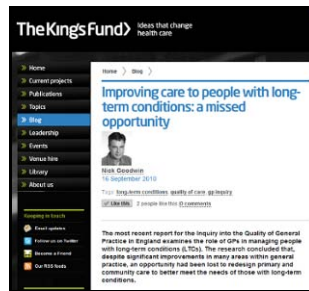 TheKing'sFund> Ideas that change
health care
Home
Current projects
Publications
Topics
Blog
Leadership
Events
Venue hire
Library
About us
Keeping in touch
Email updates
Follow us on Twitter
Become a Friend
Our RSS feeds
Home > Blog >
Improving care to people with long-
term conditions: a missed
opportunity
Nick Goodwin
16 September 2010
Tags: long-term conditions, quality of care, gp inquiry
Like this 2 people like this 0 comments
The most recent report for the Inquiry into the Quality of General
Practice in England examines the role of GPs in managing people
with long-term conditions (LTCs). The research concluded that,
despite significant improvements in many areas within general
practice, an opportunity had been lost to redesign primary and
community care to better meet the needs of those with long-term
conditions.